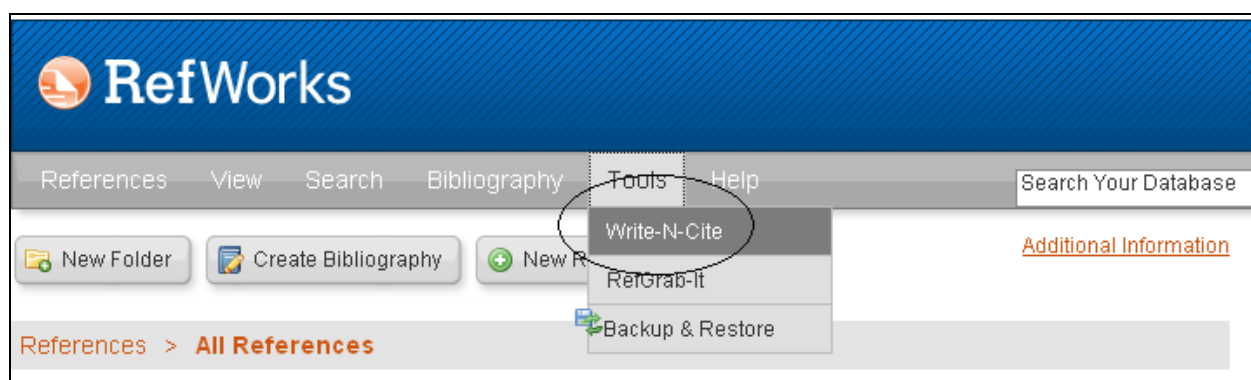 RefWorks
References View Search Bibliography Tools Help
Search Your Database
Write-N-Cite
Additional Information
New Folder Create Bibliography New R
RefGrab-It
Backup & Restore
References > All References